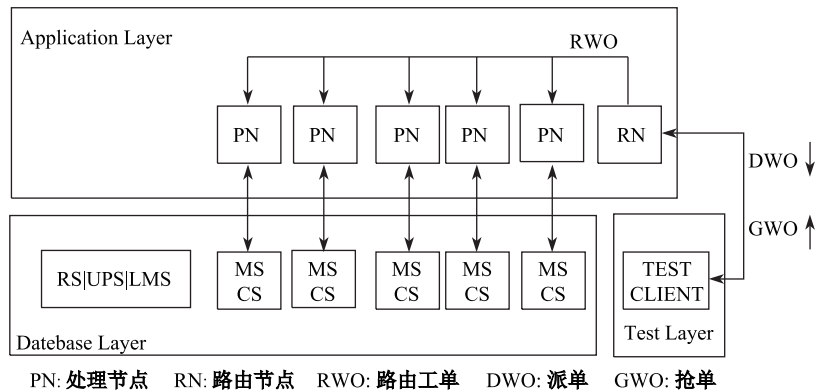 Application Layer
RWO
PN PN PN PN PN RN
DWO
GWO
RS|UPS|LMS
MS CS
MS CS
MS CS
MS CS
MS CS
TEST
CLIENT
Datebase Layer
Test Layer
PN: 处理节点 RN: 路由节点 RWO: 路由工单 DWO: 派单 GWO: 抢单